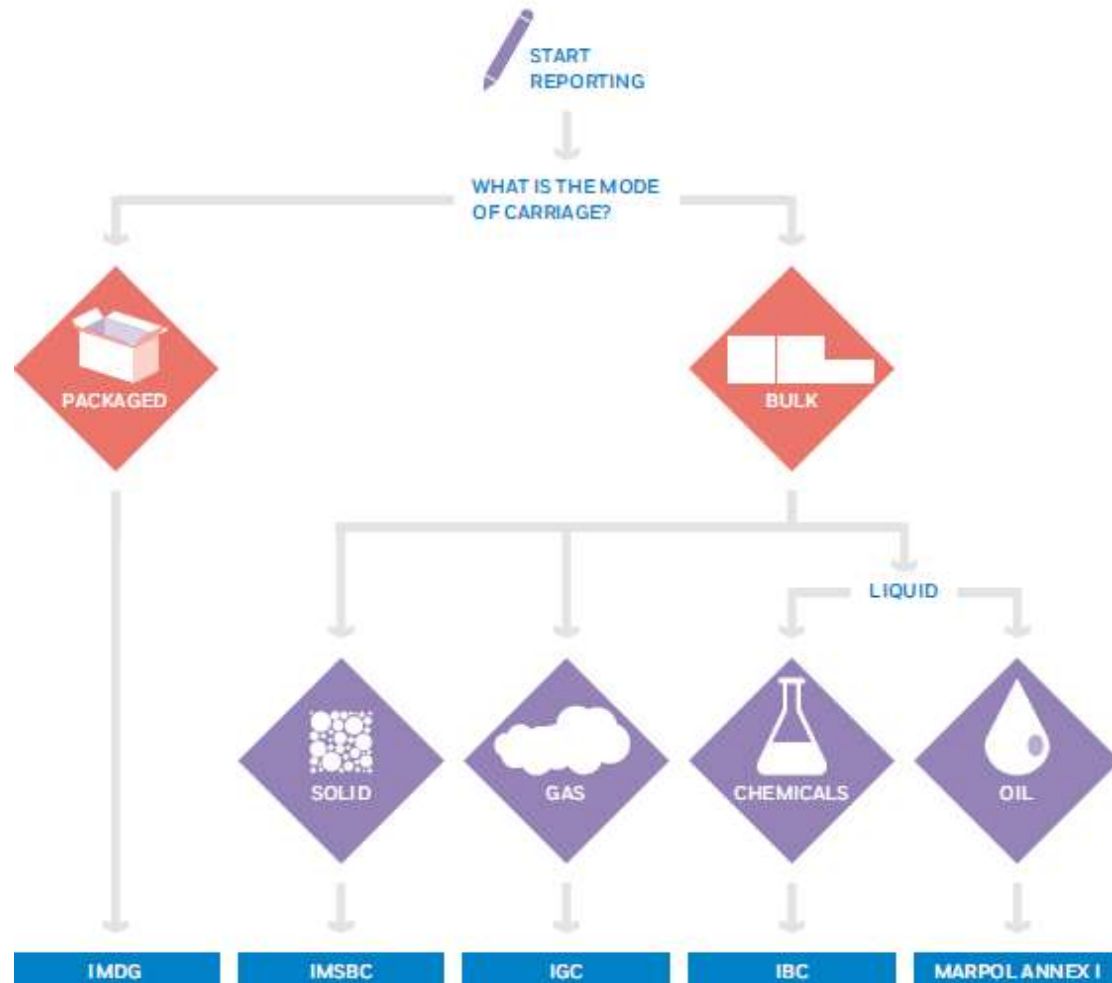 START
REPORTING
WHAT IS THE MODE
OF CARRIAGE?
PACKAGED
BULK
LIQUID
SOLID
GAS
CHEMICALS
OIL
IMDG
IMSBC
IGC
IBC
MARPOL ANNEX I